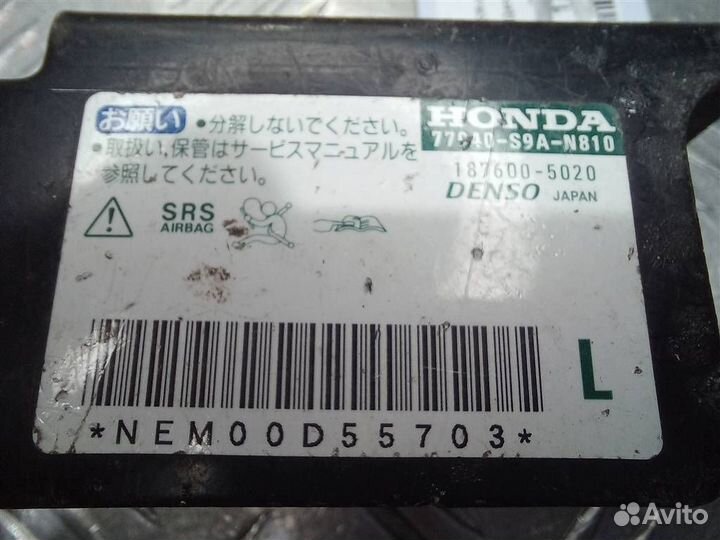 お願い ・分解しないでください。
・取扱い,保管はサービスマニュアルを
参照してください。
HONDA
77940-S9A-N810
187600-5020
DENSO JAPAN
SRS
AIRBAG
L
*NEM00D55703*
Avito